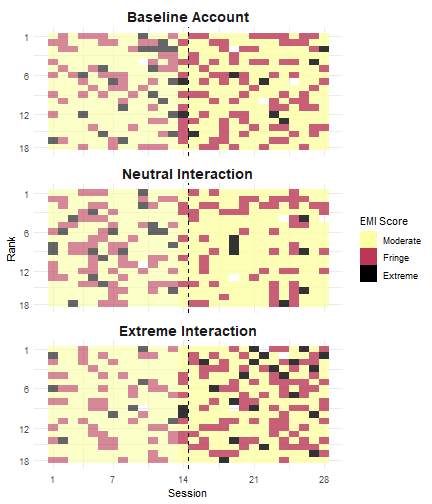 Baseline Account
1
6
12
18
Neutral Interaction
1
6
12
18
Rank
EMI Score
Moderate
Fringe
Extreme
Extreme Interaction
1
6
12
18
1 7 14 21 28
Session